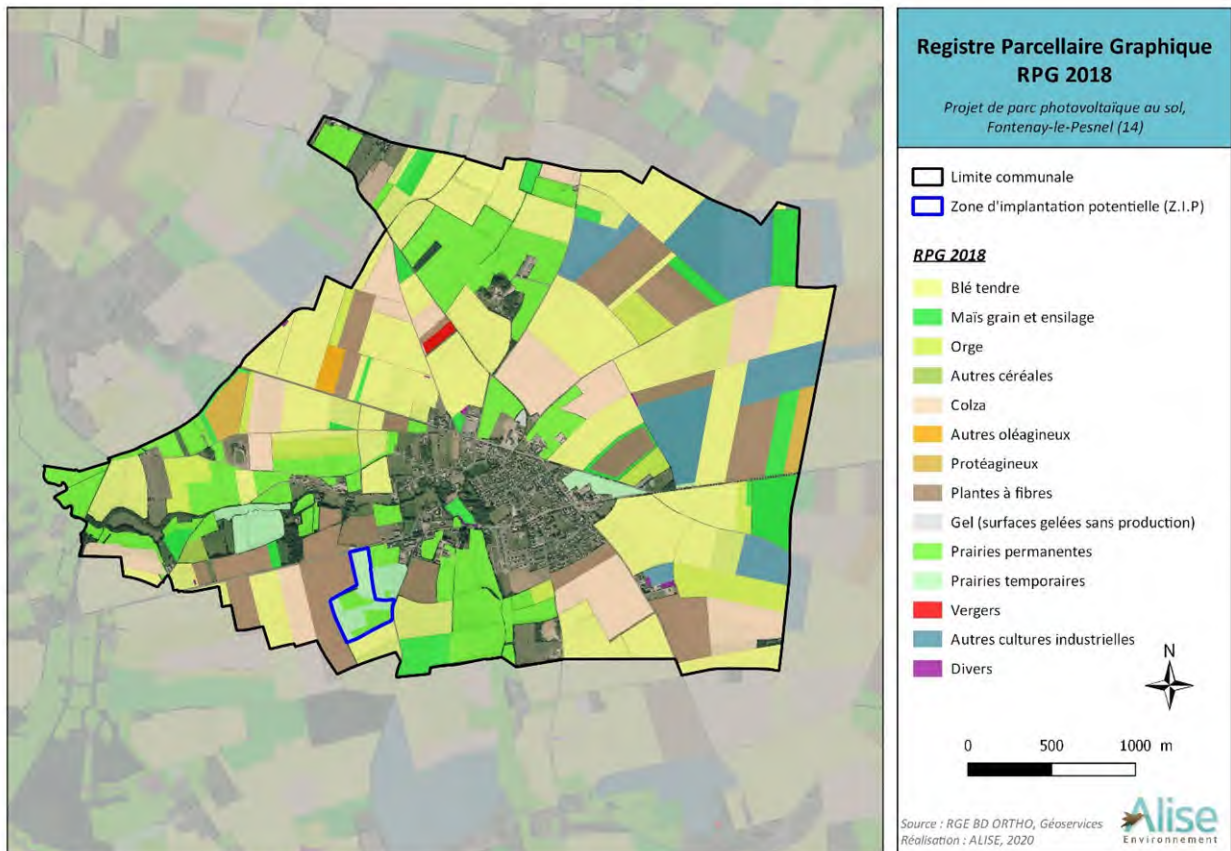 Registre Parcellaire Graphique
RPG 2018
Projet de parc photovoltaïque au sol,
Fontenay-le-Pesnel (14)
Limite communale
Zone d'implantation potentielle (Z.I.P)
RPG 2018
Blé tendre
Maïs grain et ensilage
Orge
Autres céréales
Colza
Autres oléagineux
Protéagineux
Plantes à fibres
Gel (surfaces gelées sans production)
Prairies permanentes
Prairies temporaires
Vergers
Autres cultures industrielles
Divers
N
0 500 1000 m
Source : RGE BD ORTHO, Géoservices
Réalisation : ALISE, 2020
Alise
Environnement